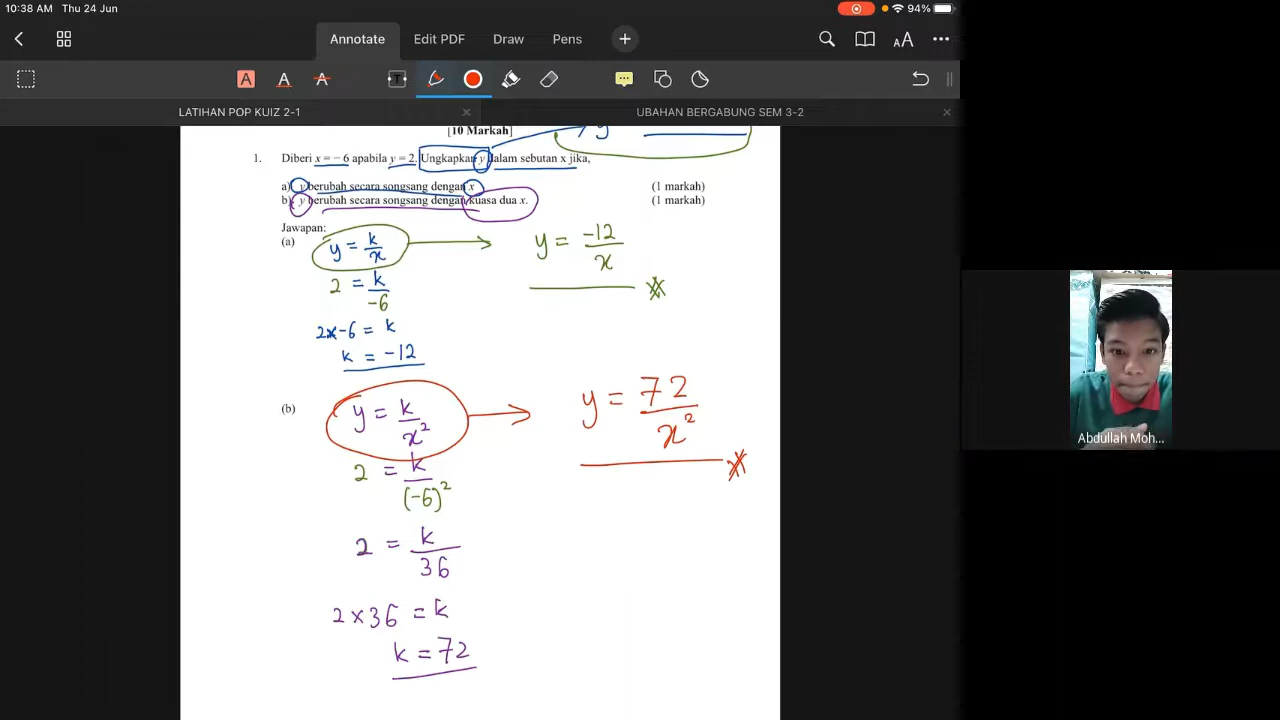 10:38 AM Thu 24 Jun
94%
Annotate Edit PDF Draw Pens
LATIHAN POP KUIZ 2-1
UBAHAN BERGABUNG SEM 3-2
[10 Markah]
1. Diberi x = – 6 apabila y = 2. Ungkapkan y dalam sebutan x jika,
a) y berubah secara songsang dengan x (1 markah)
b) y berubah secara songsang dengan kuasa dua x. (1 markah)
Jawapan:
(a)
y = k/x
y = -12/x
2 = k/-6
2x-6 = k
k = -12
(b)
y = k/x²
y = 72/x²
2 = k/(-6)²
2 = k/36
2x36 = k
k = 72
Abdullah Moh...